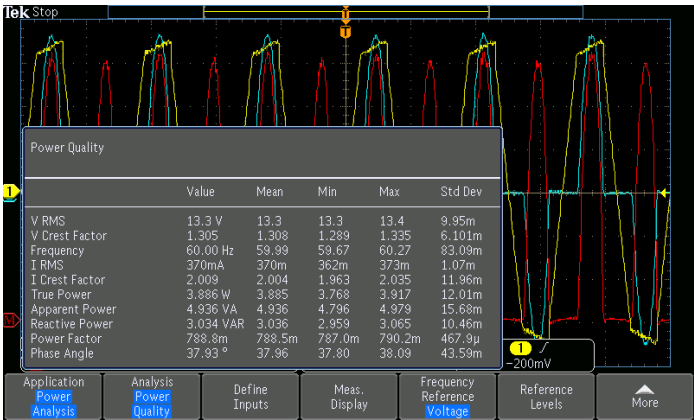 Tek Stop
T
T
Power Quality
Value Mean Min Max Std Dev
V RMS 13.3 V 13.3 13.3 13.4 9.95m
V Crest Factor 1.305 1.308 1.289 1.335 6.101m
Frequency 60.00 Hz 59.99 59.67 60.27 83.09m
I RMS 370mA 370m 362m 373m 1.07m
I Crest Factor 2.009 2.004 1.963 2.035 11.96m
True Power 3.886 W 3.885 3.768 3.917 12.01m
Apparent Power 4.936 VA 4.936 4.796 4.979 15.68m
Reactive Power 3.034 VAR 3.036 2.959 3.065 10.46m
Power Factor 788.8m 788.5m 787.0m 790.2m 467.9µ
Phase Angle 37.93 ° 37.96 37.80 38.09 43.59m
1
M
1
-200mV
Application
Power
Analysis
Analysis
Power
Quality
Define
Inputs
Meas.
Display
Frequency
Reference
Voltage
Reference
Levels
More